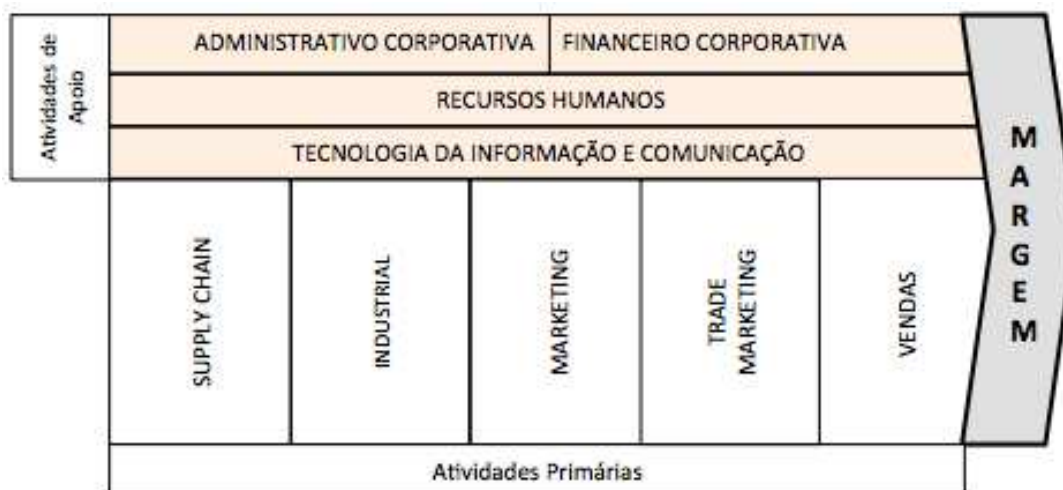 Atividades de
Apoio
ADMINISTRATIVO CORPORATIVA
FINANCEIRO CORPORATIVA
RECURSOS HUMANOS
TECNOLOGIA DA INFORMAÇÃO E COMUNICAÇÃO
SUPPLY CHAIN
INDUSTRIAL
MARKETING
TRADE
MARKETING
VENDAS
MARGEM
Atividades Primárias